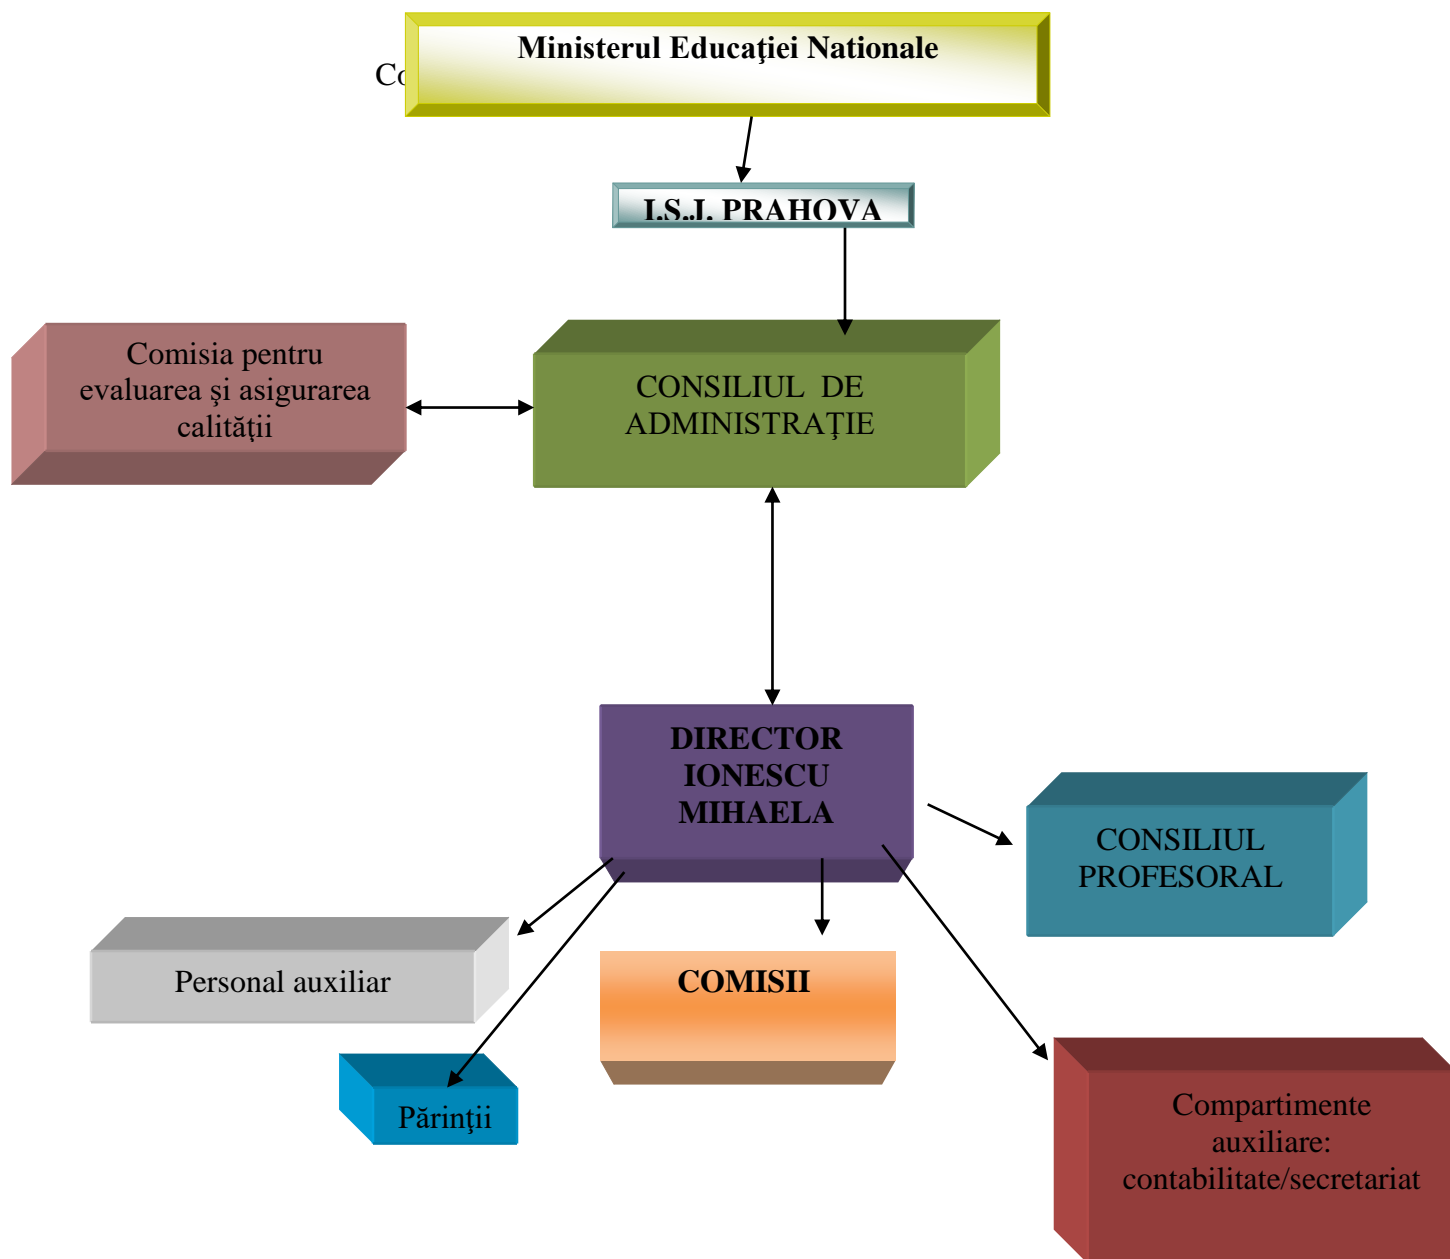 Ministerul Educaţiei Nationale
I.S.J. PRAHOVA
Comisia pentru
evaluarea şi asigurarea
calităţii
CONSILIUL DE
ADMINISTRAŢIE
DIRECTOR
IONESCU
MIHAELA
CONSILIUL
PROFESORAL
Personal auxiliar
COMISII
Părinţii
Compartimente
auxiliare:
contabilitate/secretariat